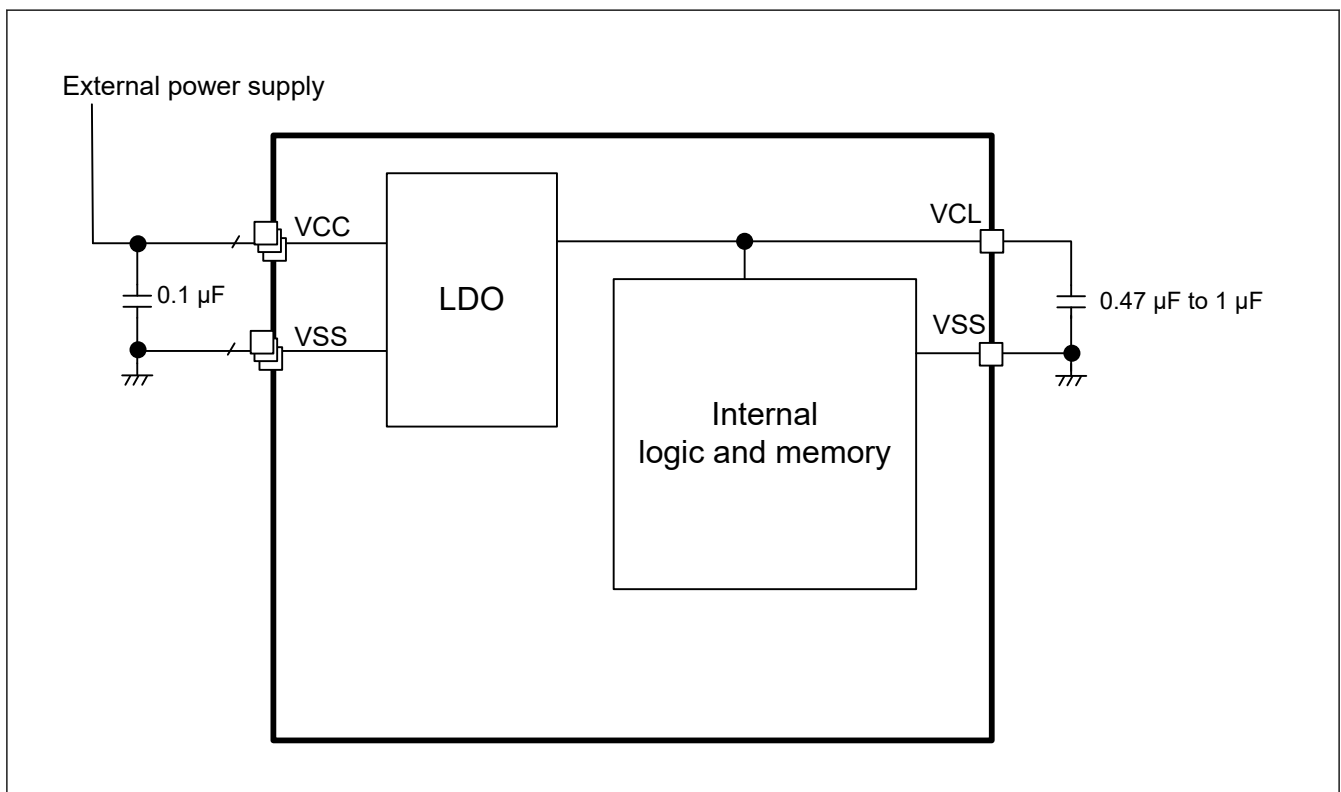 External power supply
VCC
VCL
0.1 µF
LDO
0.47 µF to 1 µF
VSS
VSS
Internal
logic and memory